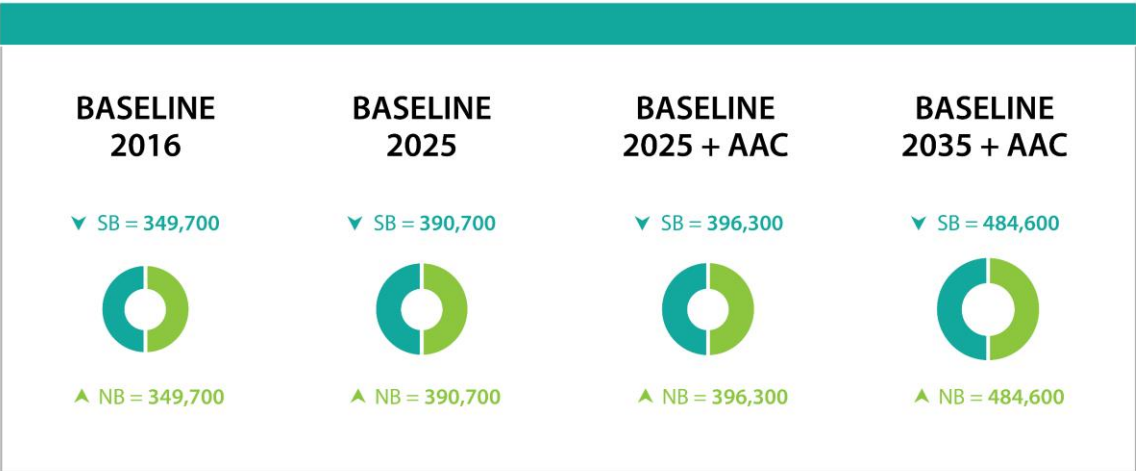 BASELINE
2016
SB = 349,700
NB = 349,700
BASELINE
2025
SB = 390,700
NB = 390,700
BASELINE
2025 + AAC
SB = 396,300
NB = 396,300
BASELINE
2035 + AAC
SB = 484,600
NB = 484,600